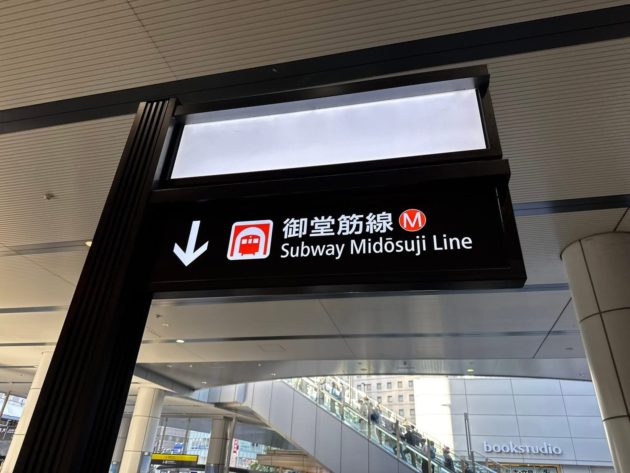 御堂筋線 M
Subway Midōsuji Line
bookstudio